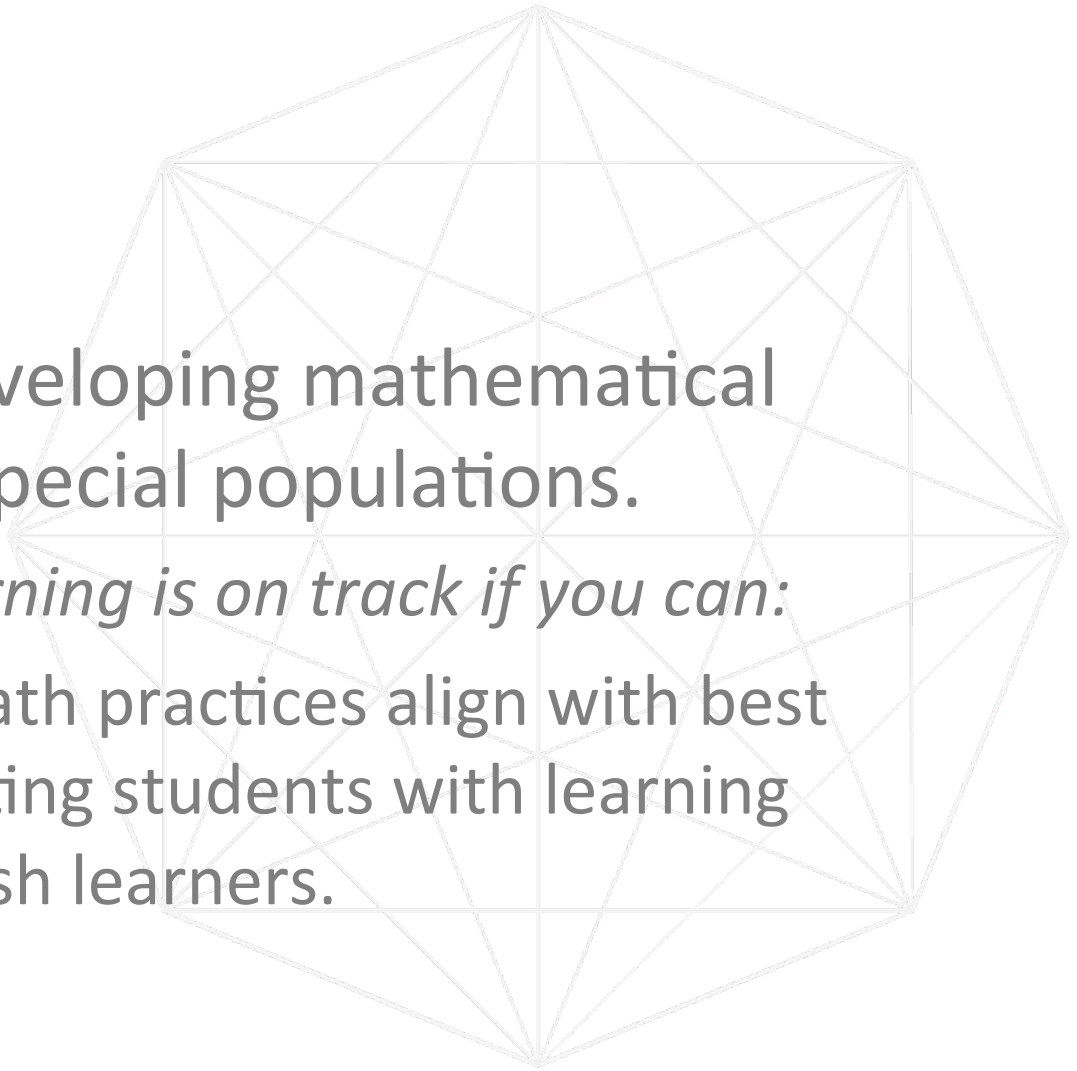 veloping mathematical
pecial populations.
rning is on track if you can:
ath practices align with best
ting students with learning
sh learners.